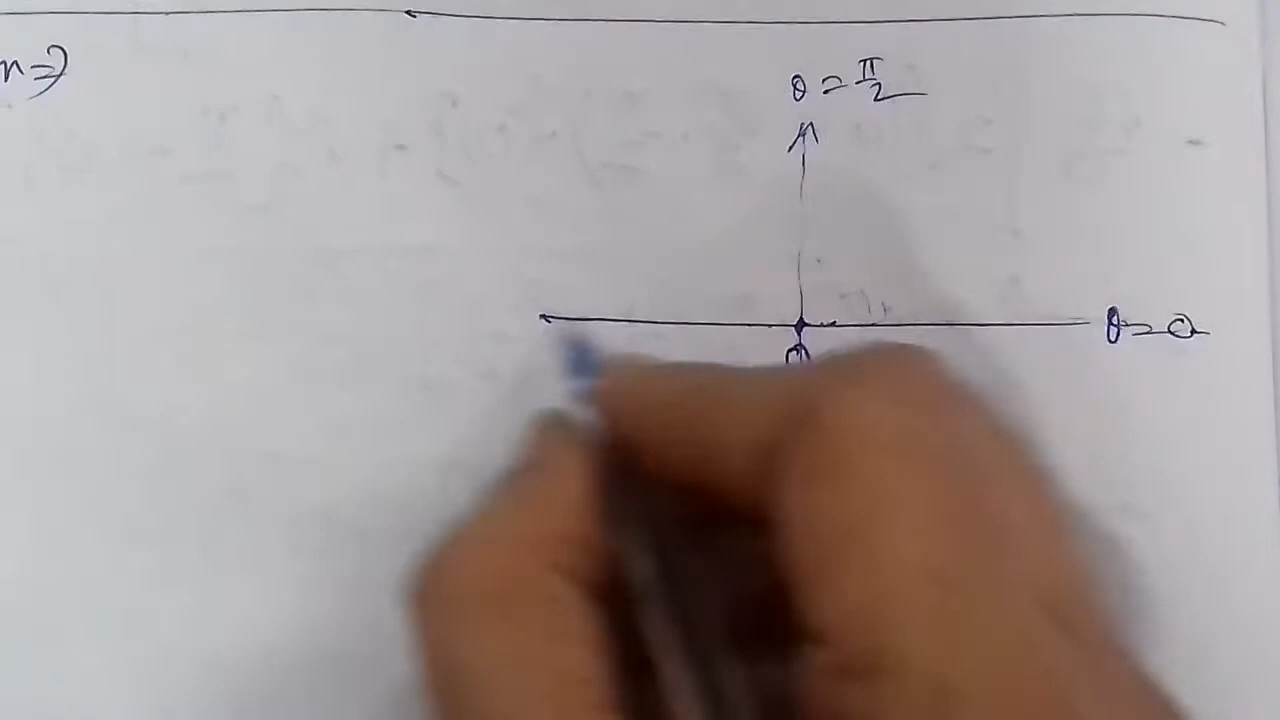 n ⇒
θ = π/2
θ = 0
O